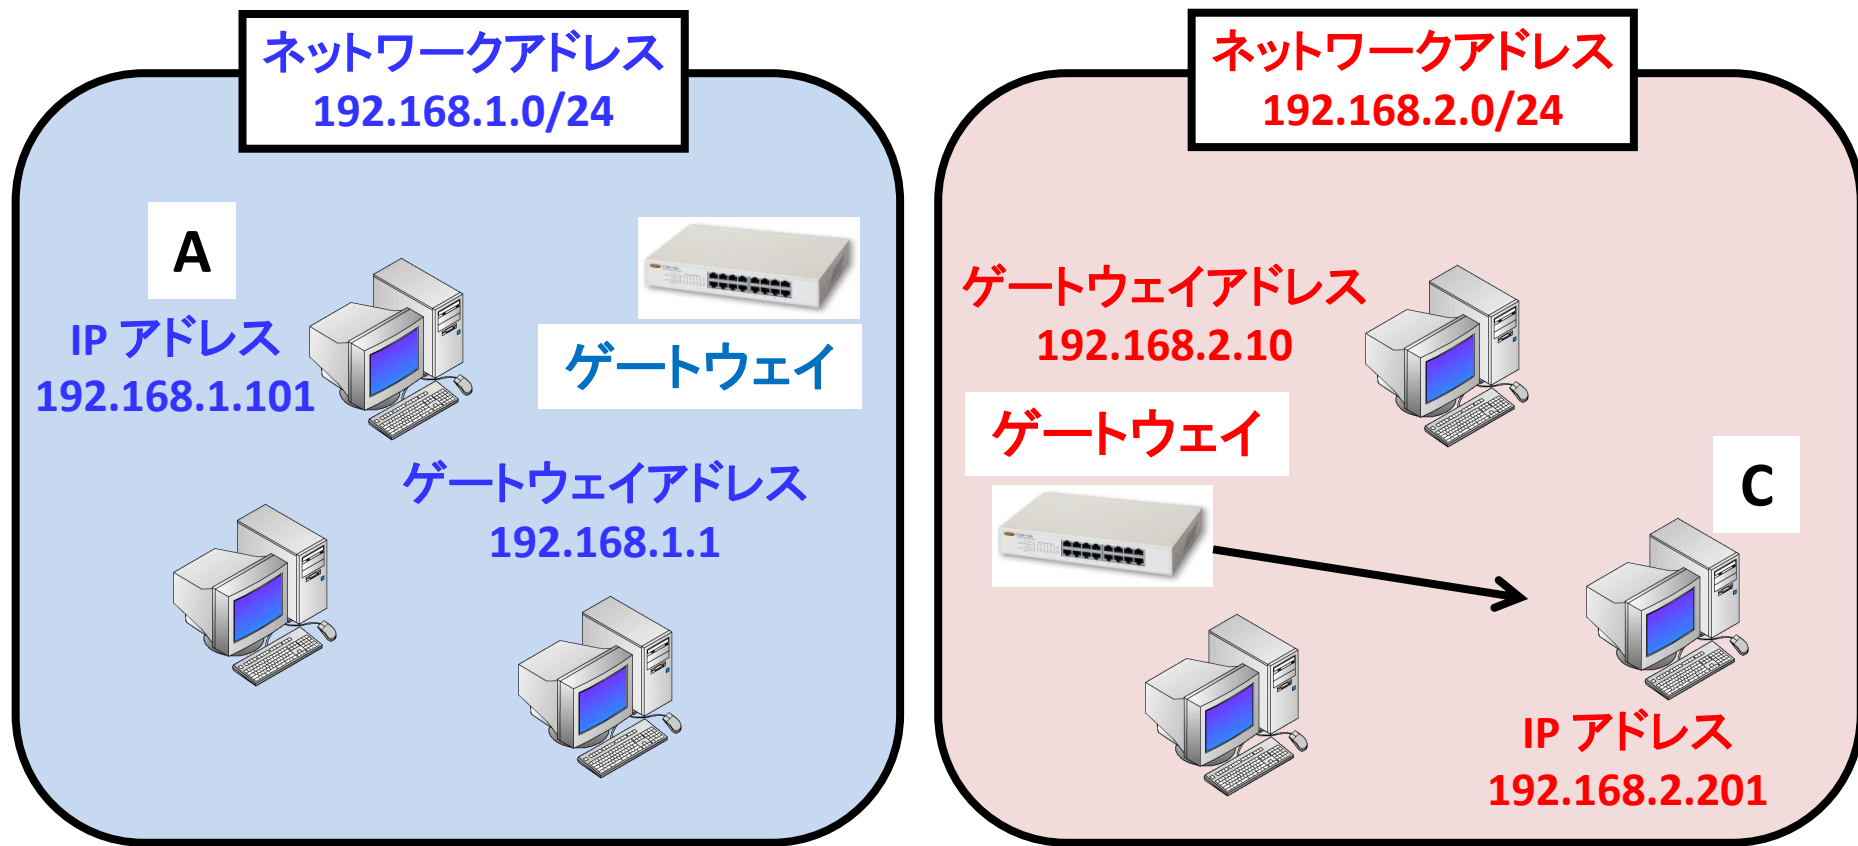 ネットワークアドレス
192.168.1.0/24
A
IP アドレス
192.168.1.101
ゲートウェイ
ゲートウェイアドレス
192.168.1.1
ネットワークアドレス
192.168.2.0/24
ゲートウェイアドレス
192.168.2.10
ゲートウェイ
C
IP アドレス
192.168.2.201